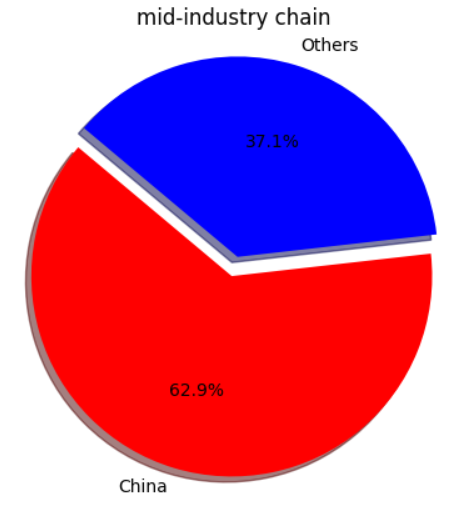 mid-industry chain
Others
37.1%
62.9%
China